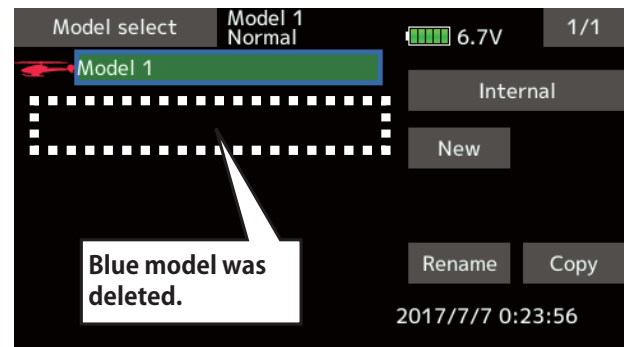 Model select
Model 1
Normal
6.7V
1/1
Model 1
Internal
New
Blue model was
deleted.
Rename
Copy
2017/7/7 0:23:56